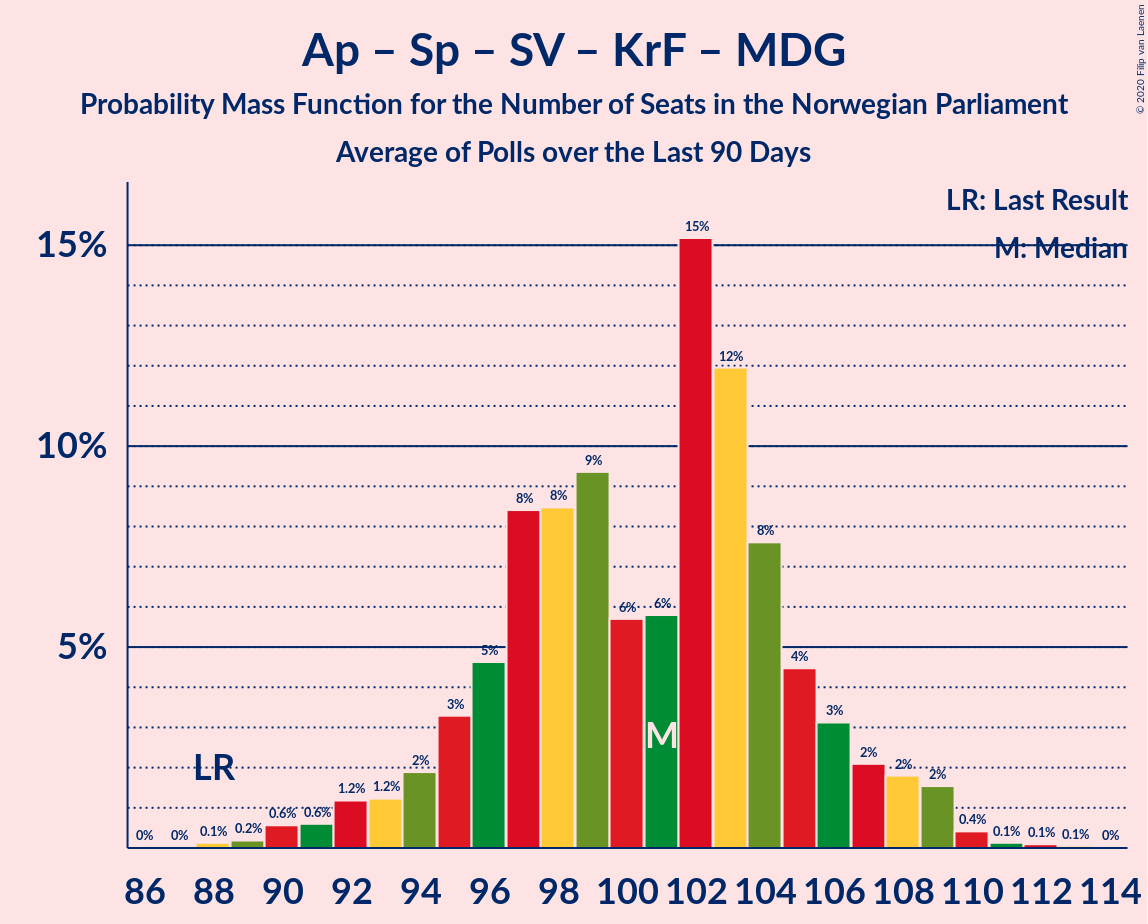 Ap – Sp – SV – KrF – MDG
Probability Mass Function for the Number of Seats in the Norwegian Parliament
Average of Polls over the Last 90 Days
© 2020 Filip van Laenen
LR: Last Result
M: Median
15%
10%
5%
LR
M
0% 0% 0.1% 0.2% 0.6% 0.6% 1.2% 1.2% 2% 3% 5% 8% 8% 9% 6% 6% 15% 12% 8% 4% 3% 2% 2% 2% 0.4% 0.1% 0.1% 0.1% 0%
86 88 90 92 94 96 98 100 102 104 106 108 110 112 114